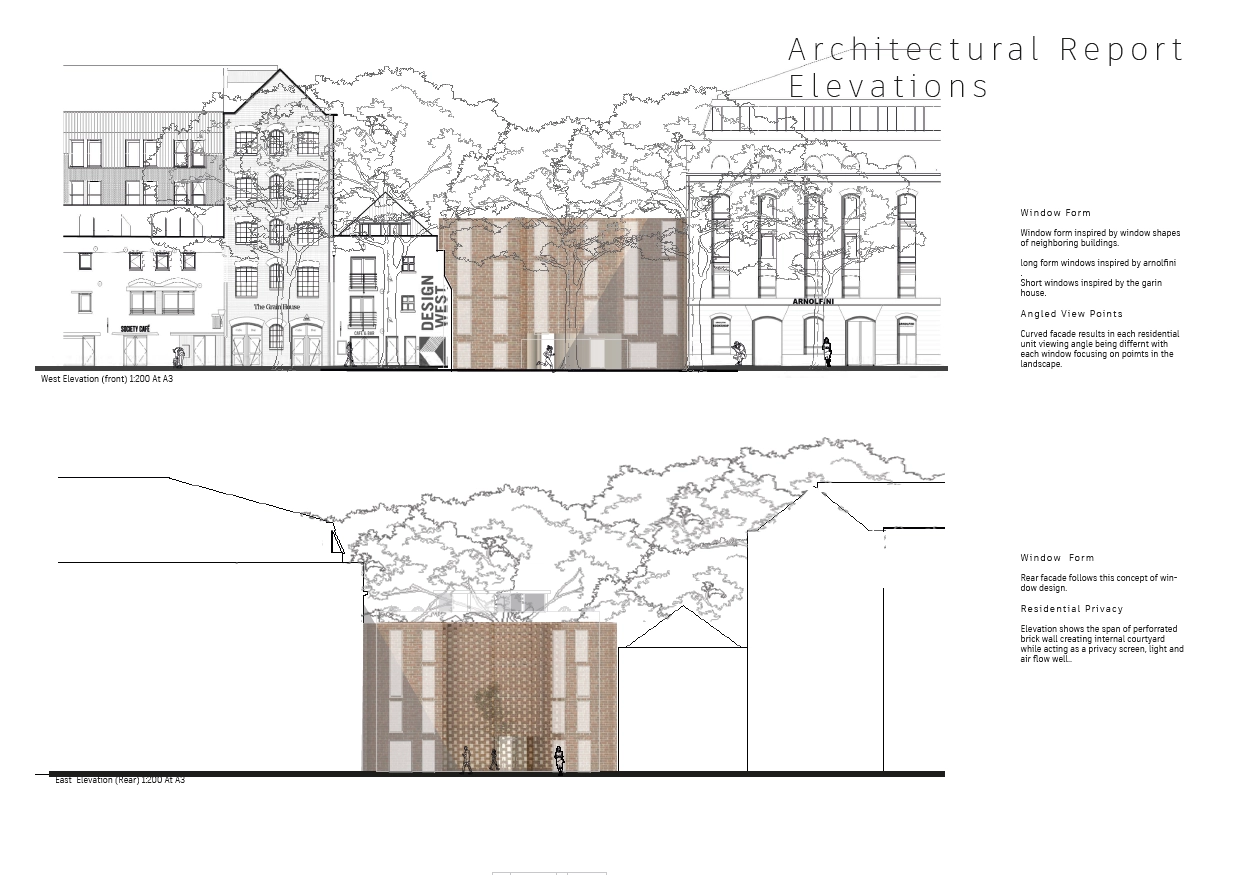 Architectural Report
Elevations
The Grain House
DESIGN
WEST
SOCIETY CAFÉ
CAFE & BAR
ARNOLFINI
West Elevation (front) 1:200 At A3
Window Form
Window form inspired by window shapes
of neighboring buildings.
long form windows inspired by arnolfini
.
Short windows inspired by the garin
house.
Angled View Points
Curved facade results in each residential
unit viewing angle being differnt with
each window focusing on poimts in the
landscape.
Window Form
Rear facade follows this concept of win-
dow design.
Residential Privacy
Elevation shows the span of perforrated
brick wall creating internal courtyard
while acting as a privacy screen, light and
air flow well..
East Elevation (Rear) 1:200 At A3